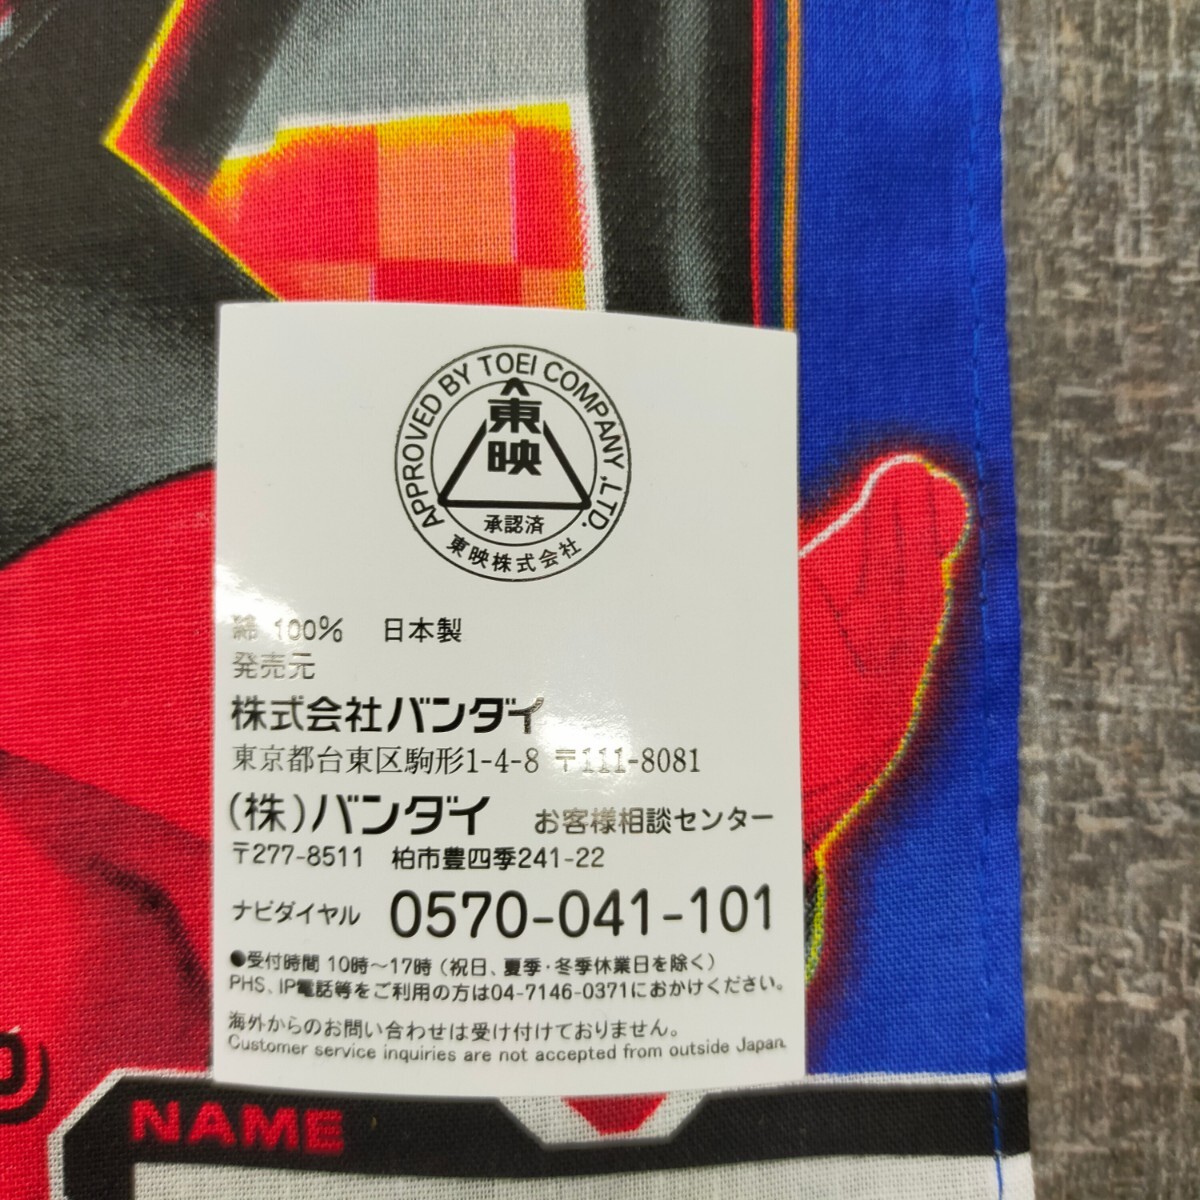 APPROVED BY TOEI COMPANY,LTD.
東映
承認済
東映株式会社
綿 100% 日本製
発売元
株式会社バンダイ
東京都台東区駒形1-4-8 〒111-8081
(株)バンダイ お客様相談センター
〒277-8511 柏市豊四季241-22
ナビダイヤル 0570-041-101
●受付時間 10時～17時(祝日、夏季・冬季休業日を除く)
PHS、IP電話等をご利用の方は04-7146-0371におかけください。
海外からのお問い合わせは受け付けておりません。
Customer service inquiries are not accepted from outside Japan.
NAME